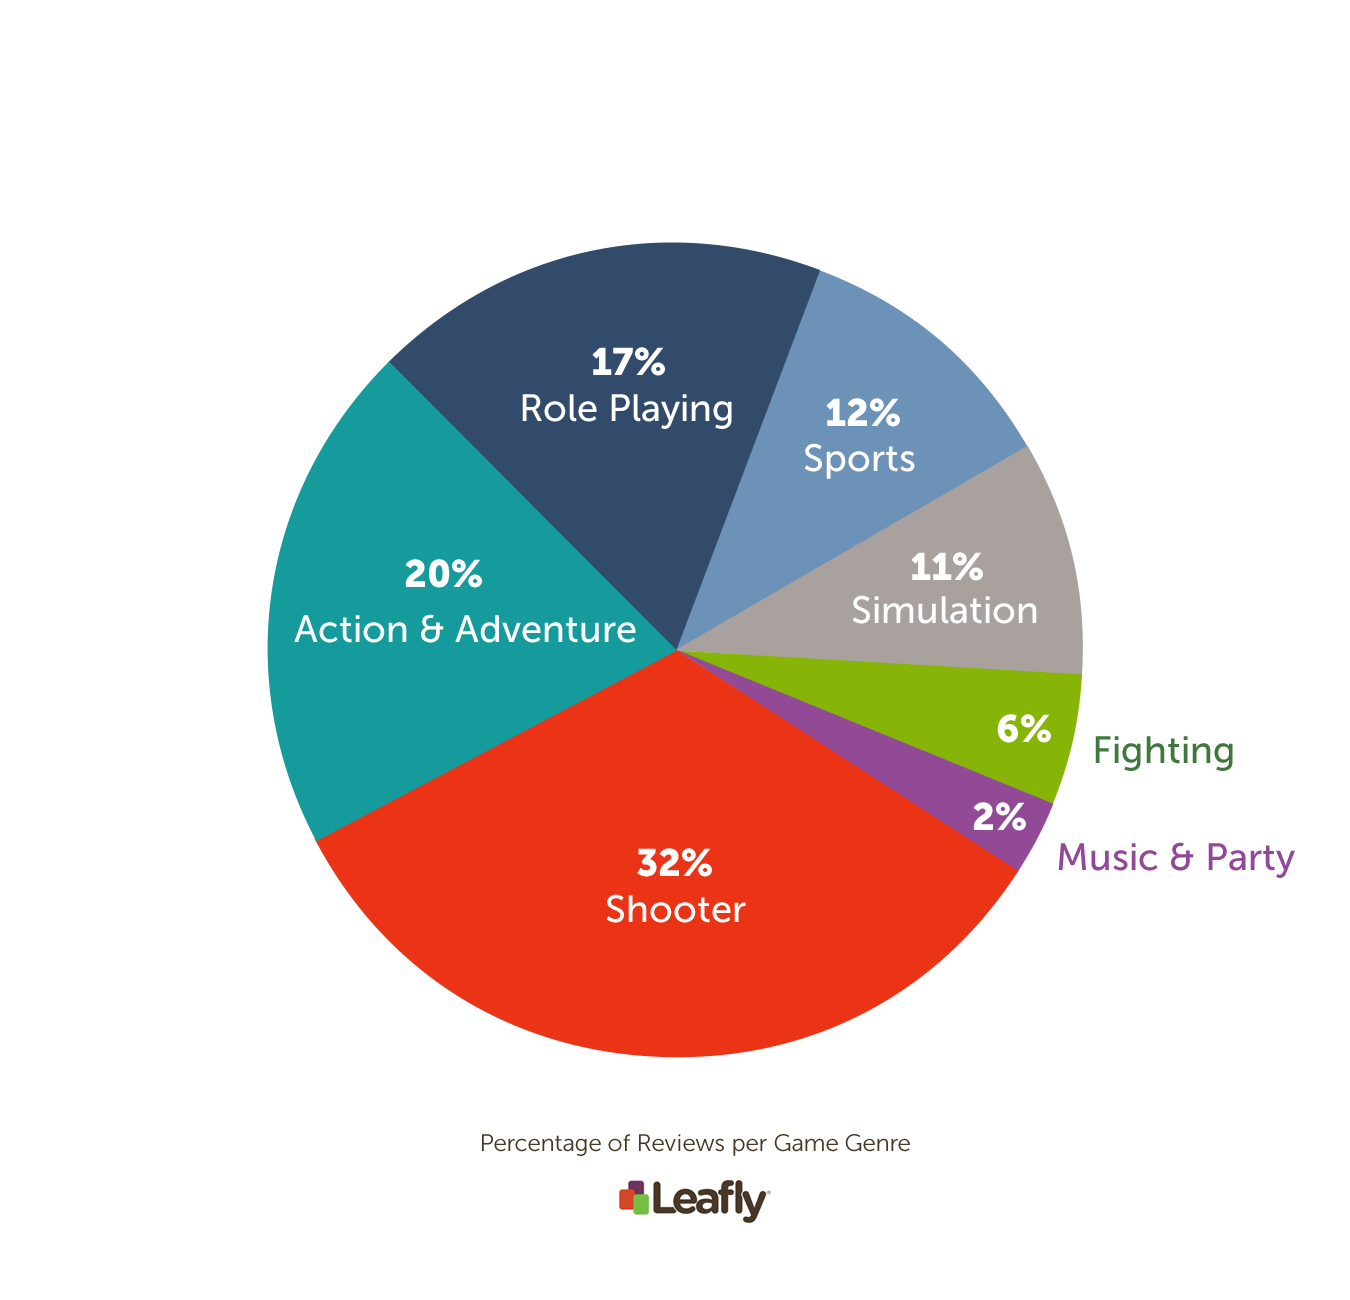 17%
Role Playing
12%
Sports
11%
Simulation
20%
Action & Adventure
6%
Fighting
2%
Music & Party
32%
Shooter
Percentage of Reviews per Game Genre
Leafly